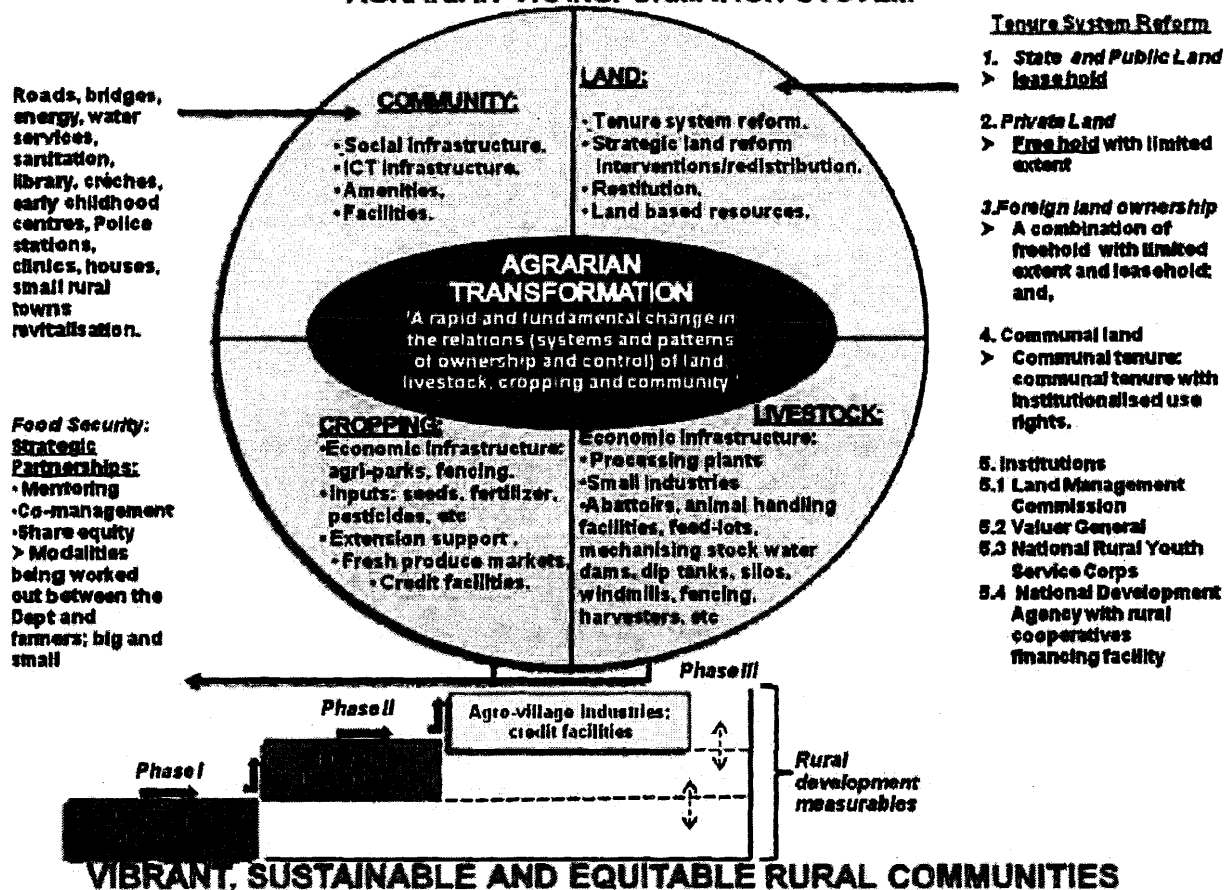 AGRARIAN TRANSFORMATION SYSTEM
Roads, bridges,
energy, water
services,
sanitation,
library, crèches,
early childhood
centres, Police
stations,
clinics, houses,
small rural
towns
revitalisation.
Food Security:
Strategic
Partnerships:
•Mentoring
•Co-management
•Share equity
➢ Modalities
being worked
out between the
Dept and
farmers; big and
small
COMMUNITY:
•Social infrastructure.
•ICT infrastructure.
•Amenities.
•Facilities.
LAND:
•Tenure system reform.
•Strategic land reform
interventions/redistribution.
•Restitution.
•Land based resources.
AGRARIAN
TRANSFORMATION
'A rapid and fundamental change in
the relations (systems and patterns
of ownership and control) of land,
livestock, cropping and community '
CROPPING:
•Economic infrastructure:
agri-parks, fencing.
•Inputs: seeds, fertilizer,
pesticides, etc
•Extension support .
•Fresh produce markets,
•Credit facilities.
LIVESTOCK:
Economic infrastructure:
•Processing plants
•Small industries
•Abattoirs, animal handling
facilities, feed-lots,
mechanising stock water
dams, dip tanks, silos,
windmills, fencing,
harvesters, etc
Tenure System Reform
1. State and Public Land
➢ leasehold
2. Private Land
➢ Free hold with limited
extent
3.Foreign land ownership
➢ A combination of
freehold with limited
extent and leasehold;
and,
4. Communal land
➢ Communal tenure:
communal tenure with
institutionalised use
rights.
5. Institutions
5.1 Land Management
Commission
5.2 Valuer General
5.3 National Rural Youth
Service Corps
5.4 National Development
Agency with rural
cooperatives
financing facility
Phase III
Phase II
Agro-village industries;
credit facilities
Phase I
Rural
development
measurables
VIBRANT, SUSTAINABLE AND EQUITABLE RURAL COMMUNITIES